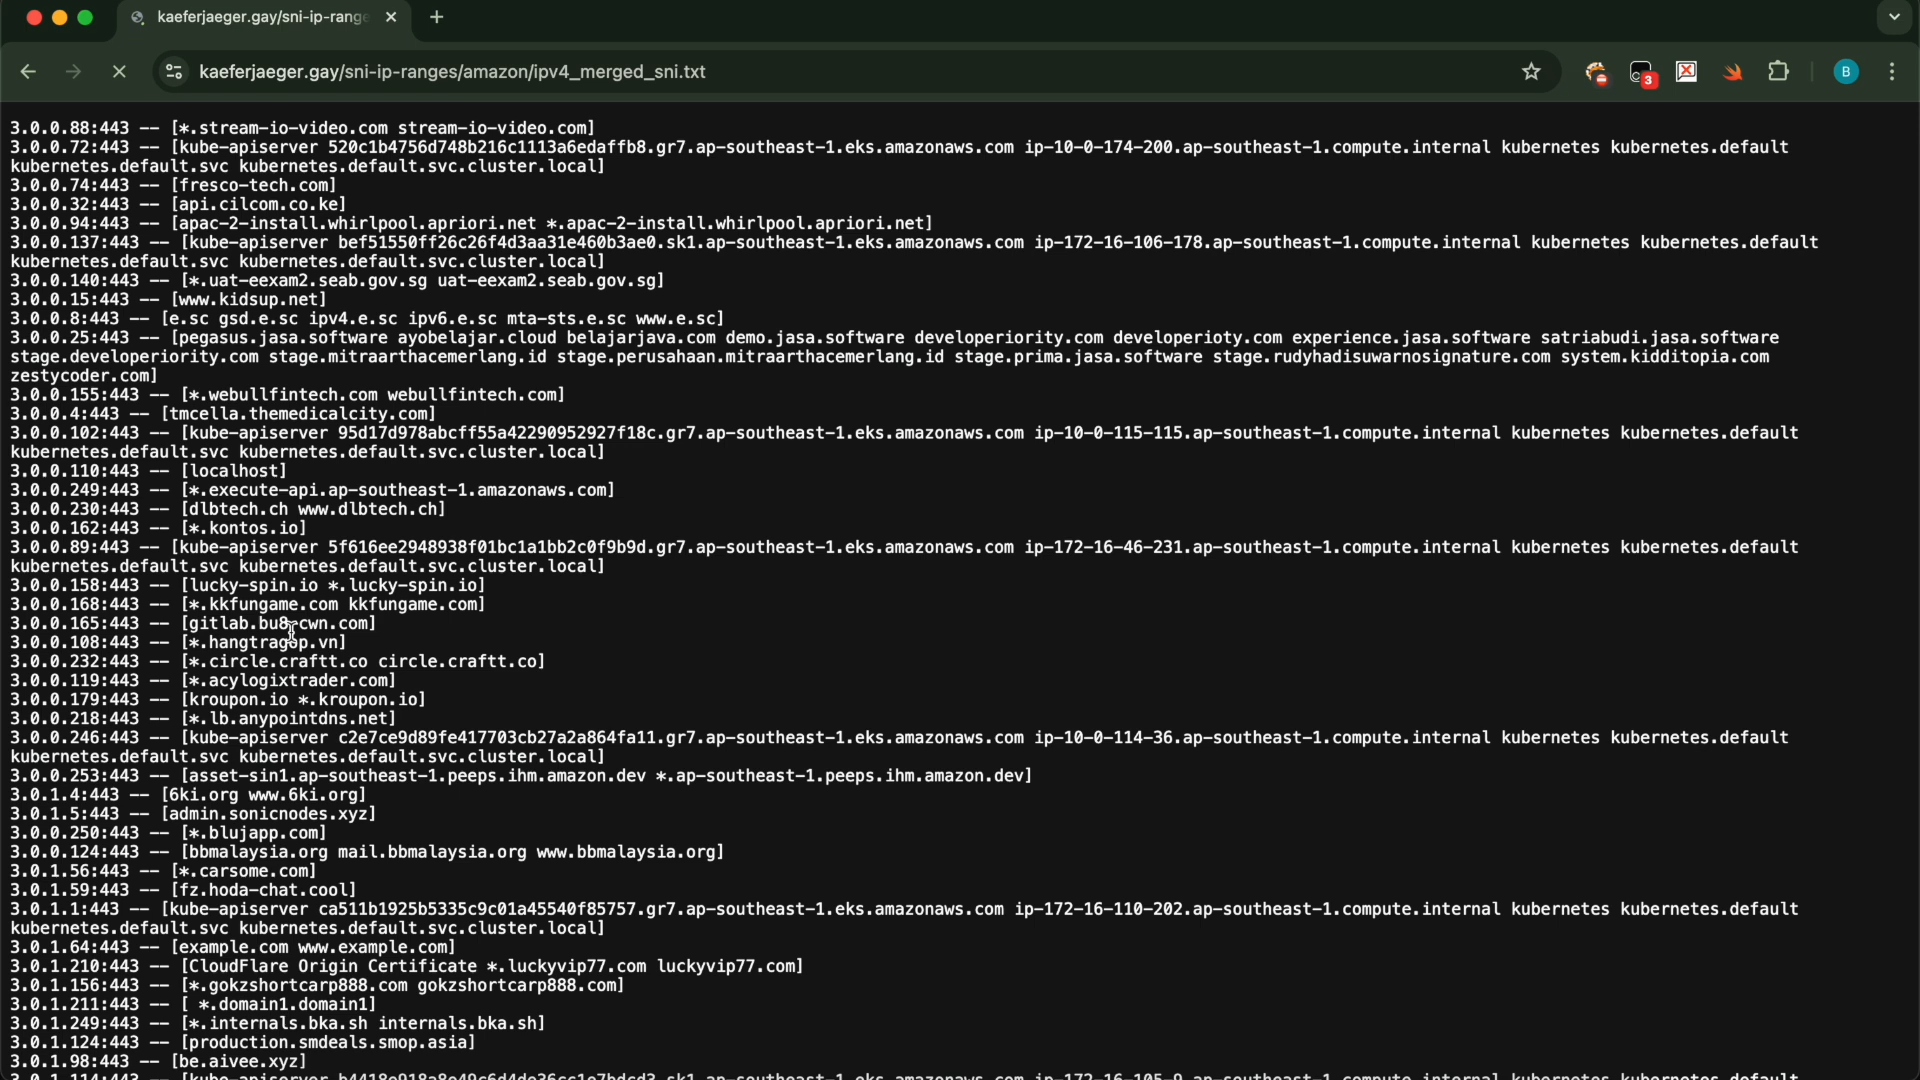 kaeferjaeger.gay/sni-ip-range
kaeferjaeger.gay/sni-ip-ranges/amazon/ipv4_merged_sni.txt
3
B
3.0.0.88:443 -- [*.stream-io-video.com stream-io-video.com]
3.0.0.72:443 -- [kube-apiserver 520c1b4756d748b216c1113a6edaffb8.gr7.ap-southeast-1.eks.amazonaws.com ip-10-0-174-200.ap-southeast-1.compute.internal kubernetes kubernetes.default
kubernetes.default.svc kubernetes.default.svc.cluster.local]
3.0.0.74:443 -- [fresco-tech.com]
3.0.0.32:443 -- [api.cilcom.co.ke]
3.0.0.94:443 -- [apac-2-install.whirlpool.apriori.net *.apac-2-install.whirlpool.apriori.net]
3.0.0.137:443 -- [kube-apiserver bef51550ff26c26f4d3aa31e460b3ae0.sk1.ap-southeast-1.eks.amazonaws.com ip-172-16-106-178.ap-southeast-1.compute.internal kubernetes kubernetes.default
kubernetes.default.svc kubernetes.default.svc.cluster.local]
3.0.0.140:443 -- [*.uat-eexam2.seab.gov.sg uat-eexam2.seab.gov.sg]
3.0.0.15:443 -- [www.kidsup.net]
3.0.0.8:443 -- [e.sc gsd.e.sc ipv4.e.sc ipv6.e.sc mta-sts.e.sc www.e.sc]
3.0.0.25:443 -- [pegasus.jasa.software ayobelajar.cloud belajarjava.com demo.jasa.software developeriority.com developerioty.com experience.jasa.software satriabudi.jasa.software
stage.developeriority.com stage.mitraarthacemerlang.id stage.perusahaan.mitraarthacemerlang.id stage.prima.jasa.software stage.rudyhadisuwarnosignature.com system.kidditopia.com
zestycoder.com]
3.0.0.155:443 -- [*.webullfintech.com webullfintech.com]
3.0.0.4:443 -- [tmcella.themedicalcity.com]
3.0.0.102:443 -- [kube-apiserver 95d17d978abcff55a42290952927f18c.gr7.ap-southeast-1.eks.amazonaws.com ip-10-0-115-115.ap-southeast-1.compute.internal kubernetes kubernetes.default
kubernetes.default.svc kubernetes.default.svc.cluster.local]
3.0.0.110:443 -- [localhost]
3.0.0.249:443 -- [*.execute-api.ap-southeast-1.amazonaws.com]
3.0.0.230:443 -- [dlbtech.ch www.dlbtech.ch]
3.0.0.162:443 -- [*.kontos.io]
3.0.0.89:443 -- [kube-apiserver 5f616ee2948938f01bc1a1bb2c0f9b9d.gr7.ap-southeast-1.eks.amazonaws.com ip-172-16-46-231.ap-southeast-1.compute.internal kubernetes kubernetes.default
kubernetes.default.svc kubernetes.default.svc.cluster.local]
3.0.0.158:443 -- [lucky-spin.io *.lucky-spin.io]
3.0.0.168:443 -- [*.kkfungame.com kkfungame.com]
3.0.0.165:443 --
3.0.0.108:443 --
3.0.0.232:443 -- [*.circle.craftt.co circle.craftt.co]
3.0.0.119:443 -- [*.acylogixtrader.com]
3.0.0.179:443 -- [kroupon.io *.kroupon.io]
3.0.0.218:443 -- [*.lb.anypointdns.net]
3.0.0.246:443 -- [kube-apiserver c2e7ce9d89fe417703cb27a2a864fa11.gr7.ap-southeast-1.eks.amazonaws.com ip-10-0-114-36.ap-southeast-1.compute.internal kubernetes kubernetes.default
kubernetes.default.svc kubernetes.default.svc.cluster.local]
3.0.0.253:443 -- [asset-sin1.ap-southeast-1.peeps.ihm.amazon.dev *.ap-southeast-1.peeps.ihm.amazon.dev]
3.0.1.4:443 -- [6ki.org www.6ki.org]
3.0.1.5:443 -- [admin.sonicnodes.xyz]
3.0.0.250:443 -- [*.blujapp.com]
3.0.0.124:443 -- [bbmalaysia.org mail.bbmalaysia.org www.bbmalaysia.org]
3.0.1.56:443 -- [*.carsome.com]
3.0.1.59:443 -- [fz.hoda-chat.cool]
3.0.1.1:443 -- [kube-apiserver ca511b1925b5335c9c01a45540f85757.gr7.ap-southeast-1.eks.amazonaws.com ip-172-16-110-202.ap-southeast-1.compute.internal kubernetes kubernetes.default
kubernetes.default.svc kubernetes.default.svc.cluster.local]
3.0.1.64:443 -- [example.com www.example.com]
3.0.1.210:443 -- [CloudFlare Origin Certificate *.luckyvip77.com luckyvip77.com]
3.0.1.156:443 -- [*.gokzshortcarp888.com gokzshortcarp888.com]
3.0.1.211:443 -- [ *.domain1.domain1]
3.0.1.249:443 -- [*.internals.bka.sh internals.bka.sh]
3.0.1.124:443 -- [production.smdeals.smop.asia]
3.0.1.98:443 -- [be.aivee.xyz]